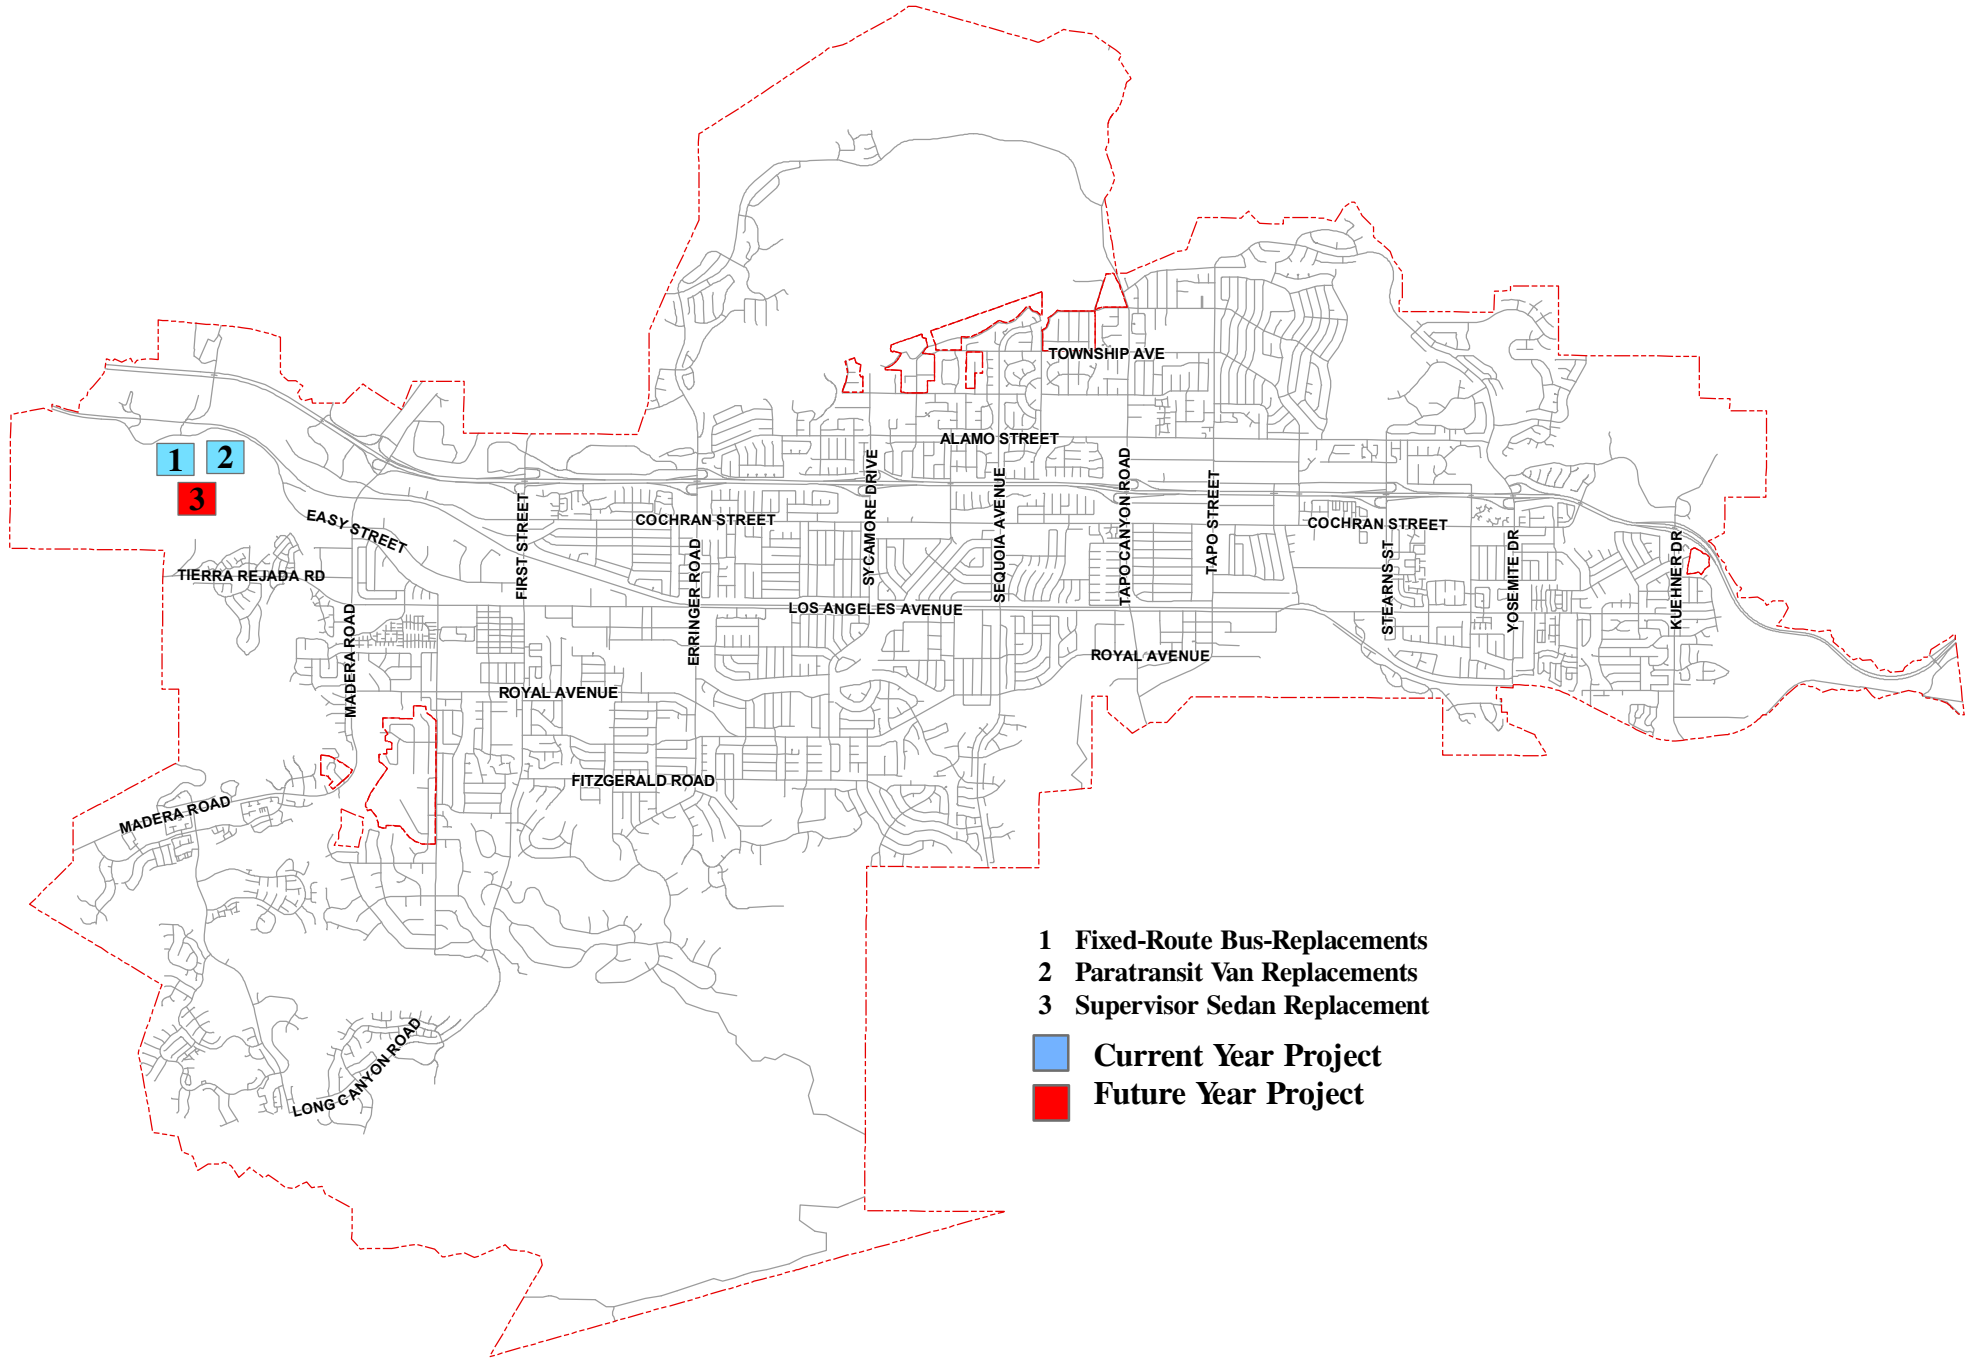 TOWNSHIP AVE
ALAMO STREET
1
2
3
EASY STREET
FIRST STREET
COCHRAN STREET
ERRINGER ROAD
SYCAMORE DRIVE
SEQUOIA AVENUE
TAPO CANYON ROAD
TAPO STREET
COCHRAN STREET
STEARNS ST
YOSEMITE DR
KUEHNER DR
TIERRA REJADA RD
LOS ANGELES AVENUE
MADERA ROAD
ROYAL AVENUE
ROYAL AVENUE
FITZGERALD ROAD
MADERA ROAD
LONG CANYON ROAD
1 Fixed-Route Bus-Replacements
2 Paratransit Van Replacements
3 Supervisor Sedan Replacement
Current Year Project
Future Year Project